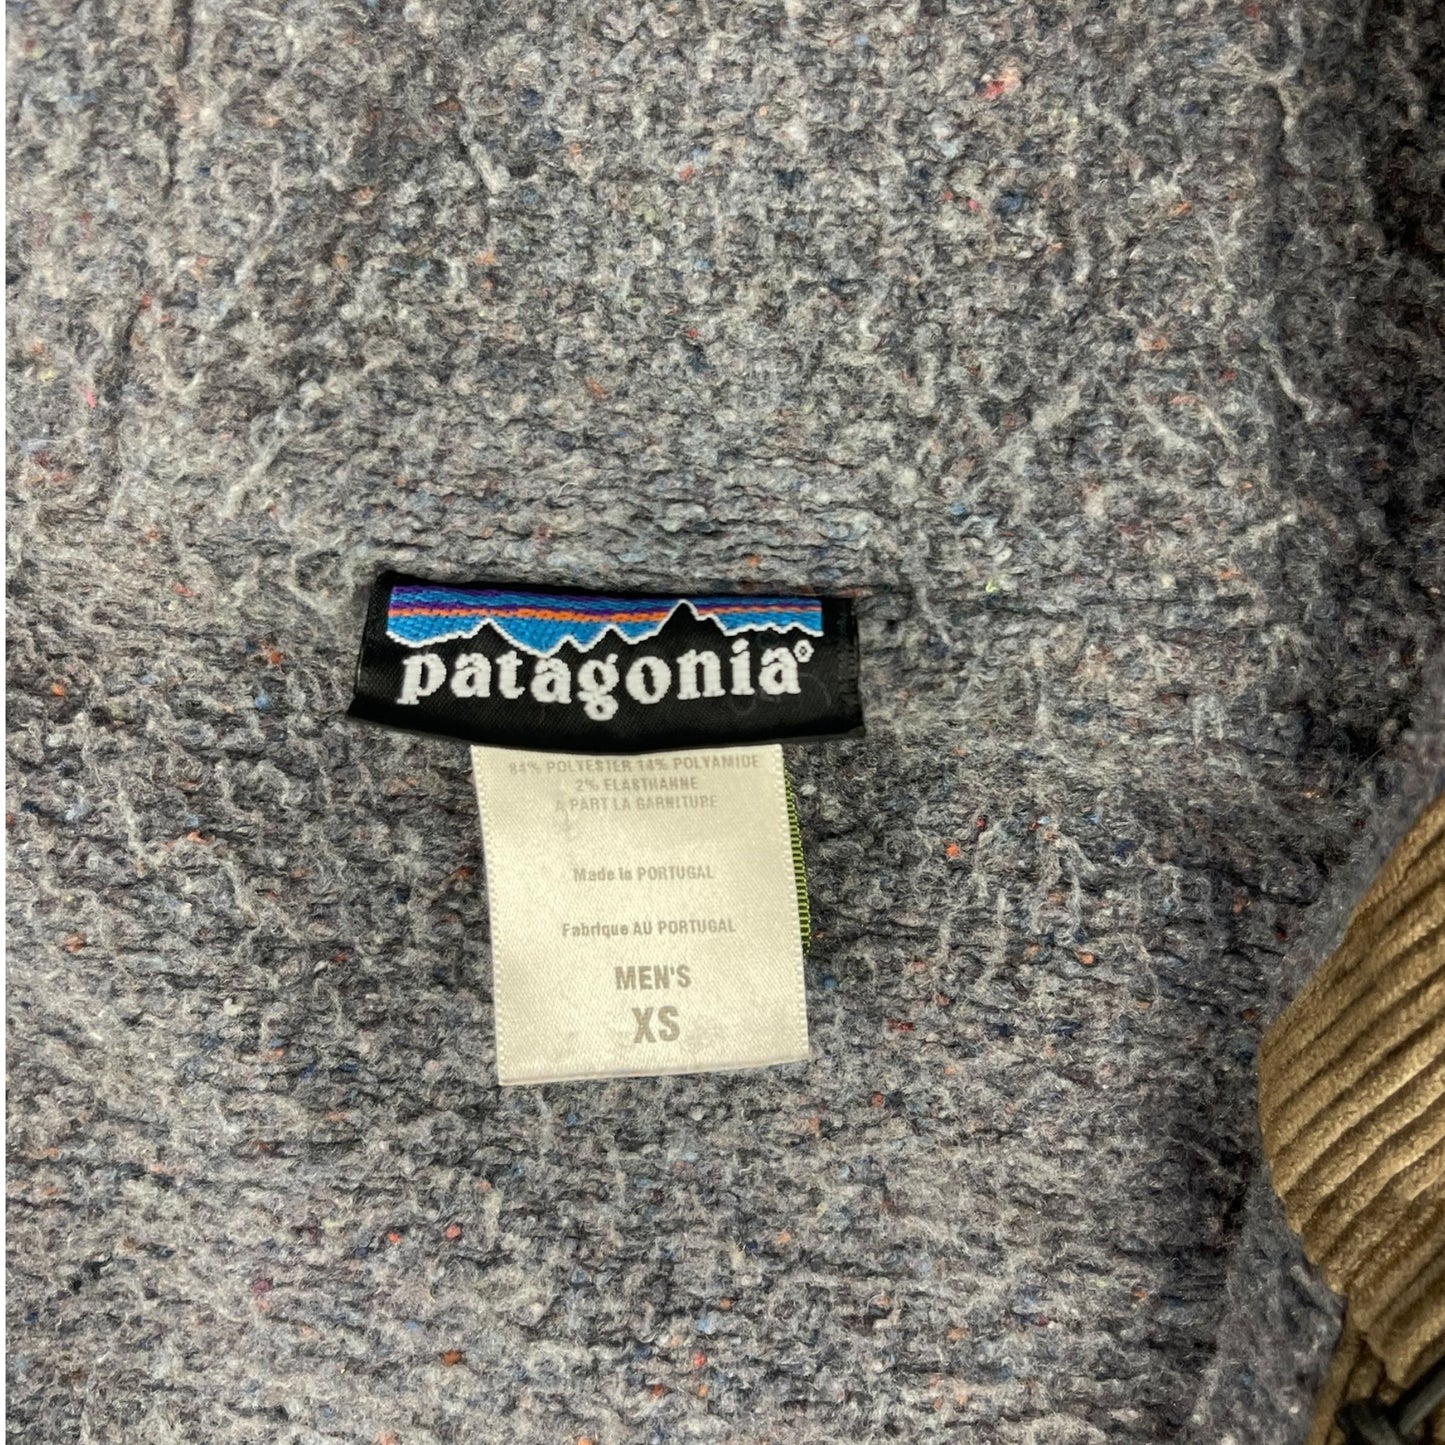 patagonia®
84% POLYESTER 14% POLYAMIDE
2% ELASTHANNE
A PART LA GARNITURE
Made in PORTUGAL
Fabrique AU PORTUGAL
MEN'S
XS